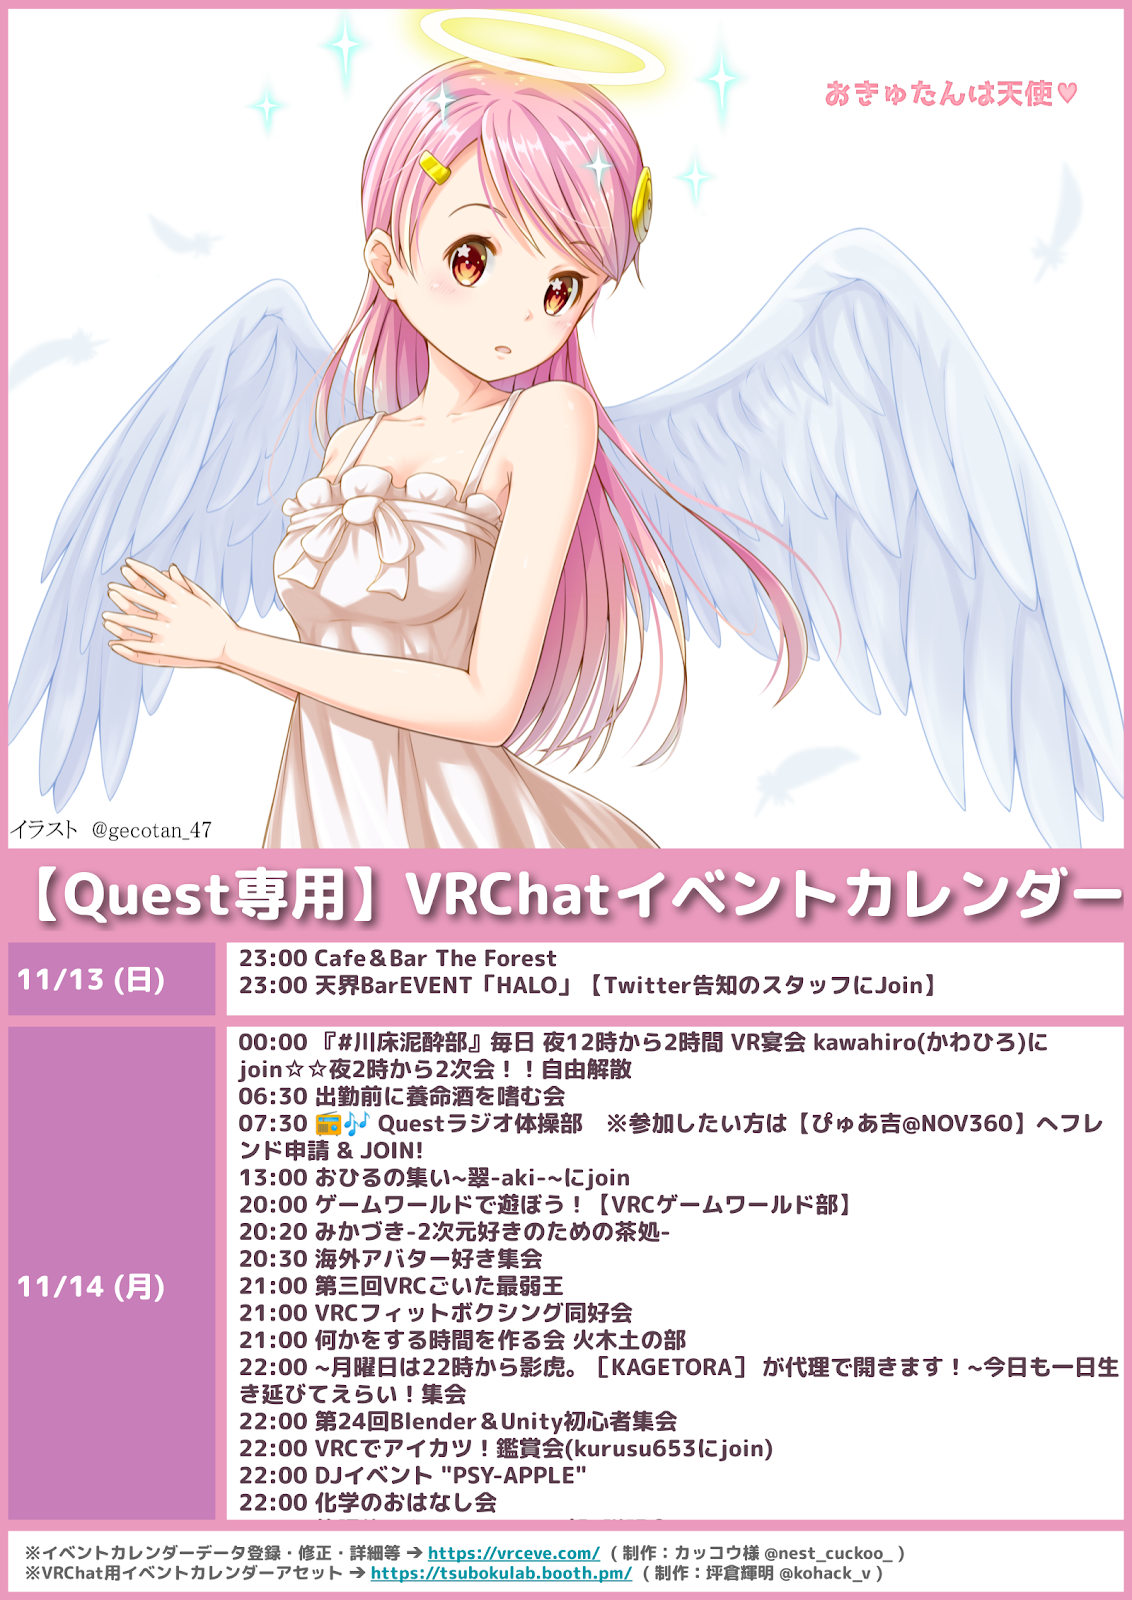 おきゅたんは天使♥
イラスト @gecotan_47
【Quest専用】VRChatイベントカレンダー
11/13 (日)
23:00 Cafe&Bar The Forest
23:00 天界BarEVENT「HALO」【Twitter告知のスタッフにJoin】
11/14 (月)
00:00 『#川床泥酔部』毎日 夜12時から2時間 VR宴会 kawahiro(かわひろ)に
join☆☆夜2時から2次会！！自由解散
06:30 出勤前に養命酒を嗜む会
07:30 📻🎶 Questラジオ体操部　※参加したい方は【ぴゅあ吉@NOV360】へフレ
ンド申請 & JOIN!
13:00 おひるの集い~翠-aki-~にjoin
20:00 ゲームワールドで遊ぼう！【VRCゲームワールド部】
20:20 みかづき-2次元好きのための茶処-
20:30 海外アバター好き集会
21:00 第三回VRCごいた最弱王
21:00 VRCフィットボクシング同好会
21:00 何かをする時間を作る会 火木土の部
22:00 ~月曜日は22時から影虎。［KAGETORA］ が代理で開きます！~今日も一日生
き延びてえらい！集会
22:00 第24回Blender＆Unity初心者集会
22:00 VRCでアイカツ！鑑賞会(kurusu653にjoin)
22:00 DJイベント "PSY-APPLE"
22:00 化学のおはなし会
※イベントカレンダーデータ登録・修正・詳細等 ➔ https://vrceve.com/ ( 制作：カッコウ様 @nest_cuckoo_ )
※VRChat用イベントカレンダーアセット ➔ https://tsubokulab.booth.pm/ ( 制作：坪倉輝明 @kohack_v )